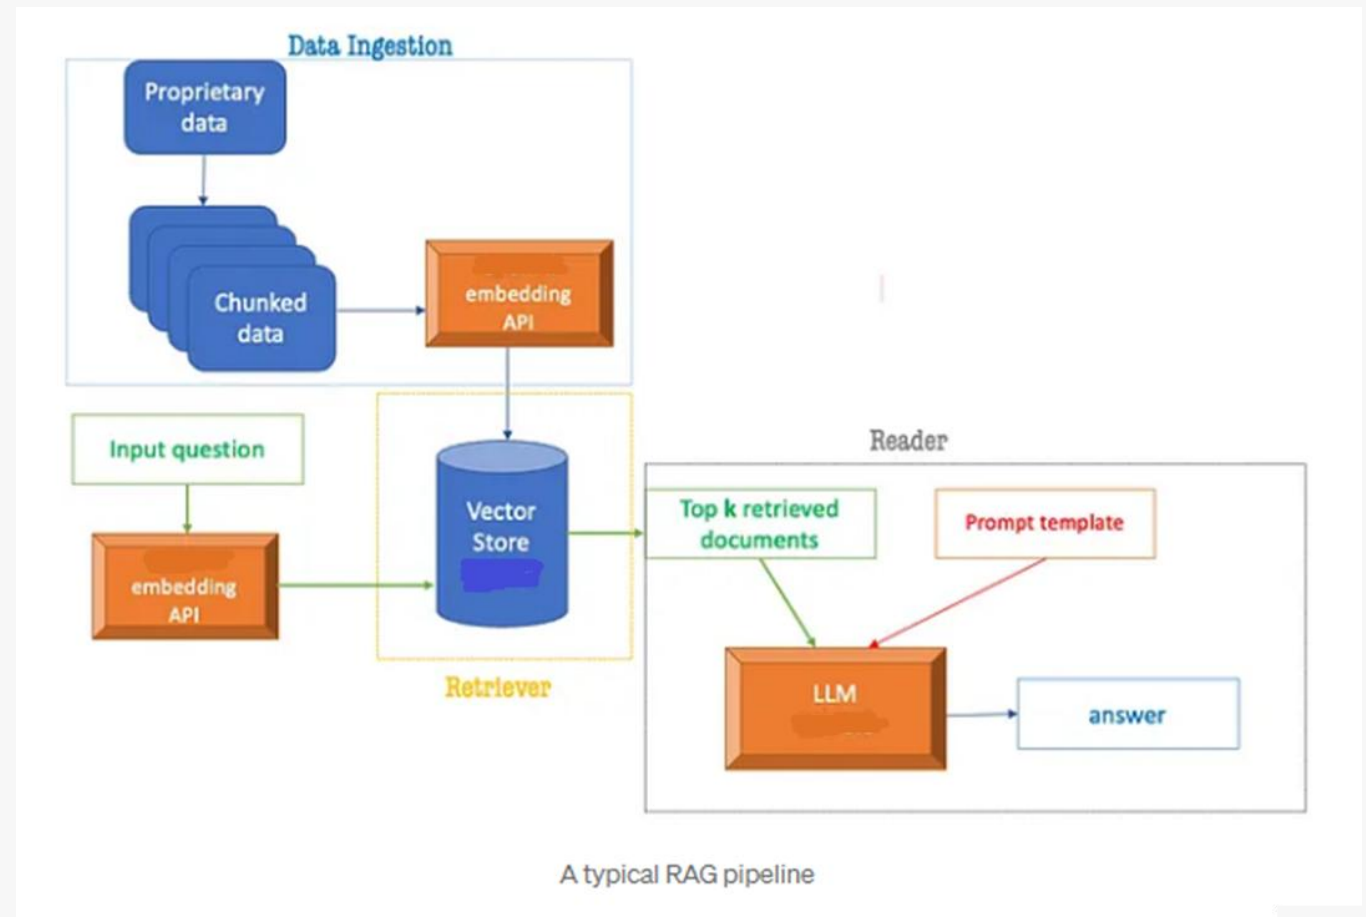 Data Ingestion
Proprietary
data
Chunked
data
embedding
API
Input question
embedding
API
Vector
Store
Retriever
Reader
Top k retrieved
documents
Prompt template
LLM
answer
A typical RAG pipeline